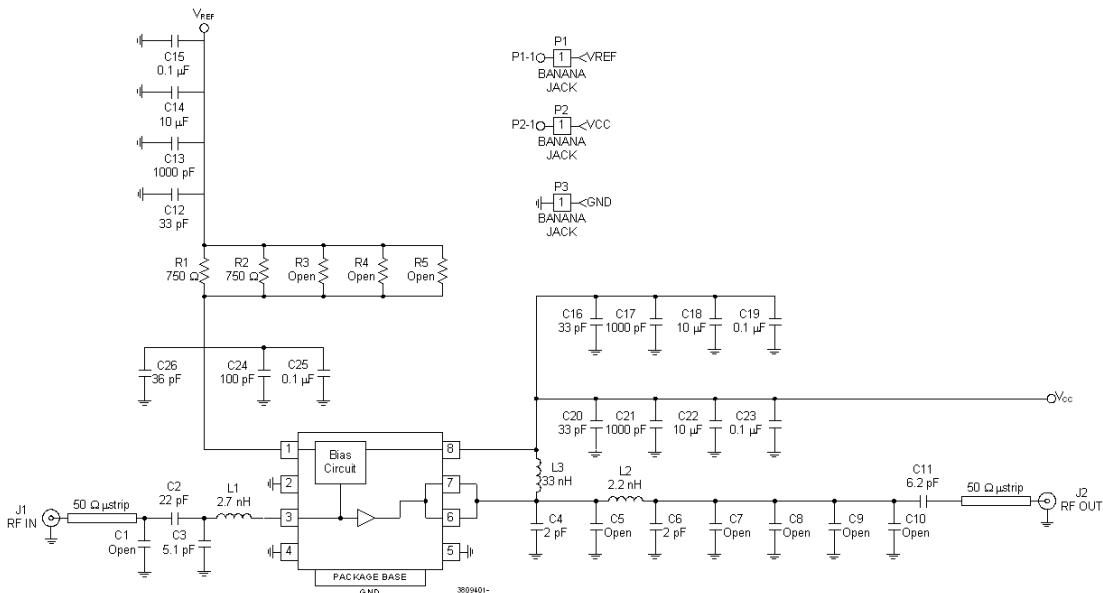 VREF
C15
0.1 µF
C14
10 µF
C13
1000 pF
C12
33 pF
P1
P1-1 1 VREF
BANANA
JACK
P2
P2-1 1 VCC
BANANA
JACK
P3
1 GND
BANANA
JACK
R1
750 Ω
R2
750 Ω
R3
Open
R4
Open
R5
Open
C16
33 pF
C17
1000 pF
C18
10 µF
C19
0.1 µF
C26
36 pF
C24
100 pF
C25
0.1 µF
C20
33 pF
C21
1000 pF
C22
10 µF
C23
0.1 µF
VCC
1
2
3
4
Bias
Circuit
8
7
6
5
PACKAGE BASE
GND
3809401-
J1
RF IN
50 Ω µstrip
C1
Open
C2
22 pF
C3
5.1 pF
L1
2.7 nH
L3
33 nH
L2
2.2 nH
C4
2 pF
C5
Open
C6
2 pF
C7
Open
C8
Open
C9
Open
C10
Open
C11
6.2 pF
50 Ω µstrip
J2
RF OUT